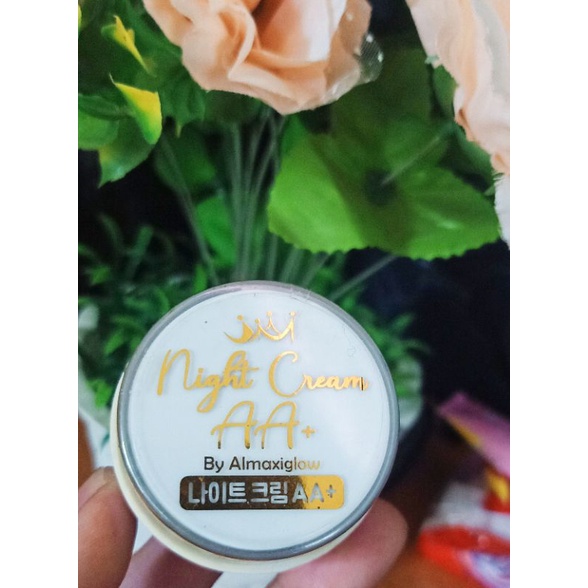 Night Cream
AA+
By Almaxiglow
나이트 크림 AA+